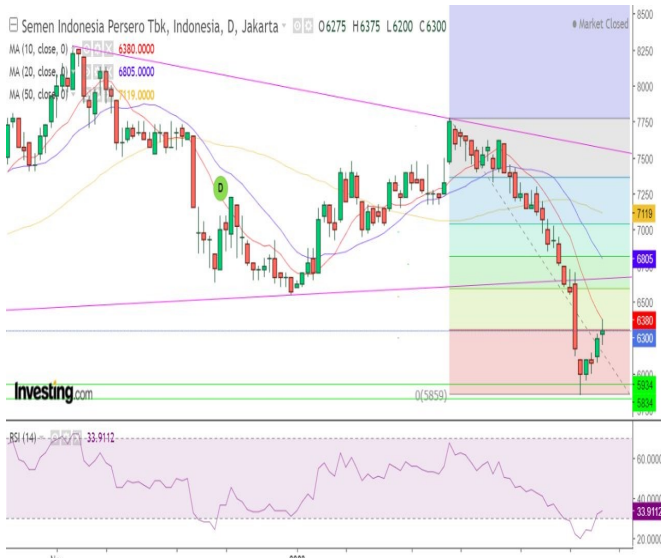 Semen Indonesia Persero Tbk, Indonesia, D, Jakarta O6275 H6375 L6200 C6300
Market Closed
MA (10, close, 0) 6380.0000
MA (20, close, 0) 6805.0000
MA (50, close, 0) 7119.0000
8500
8250
8000
7750
7500
7250
7119
7000
6805
6500
6380
6300
6000
5934
5834
D
0(5859)
Investing.com
RSI (14) 33.9112
60.0000
33.9112
20.0000